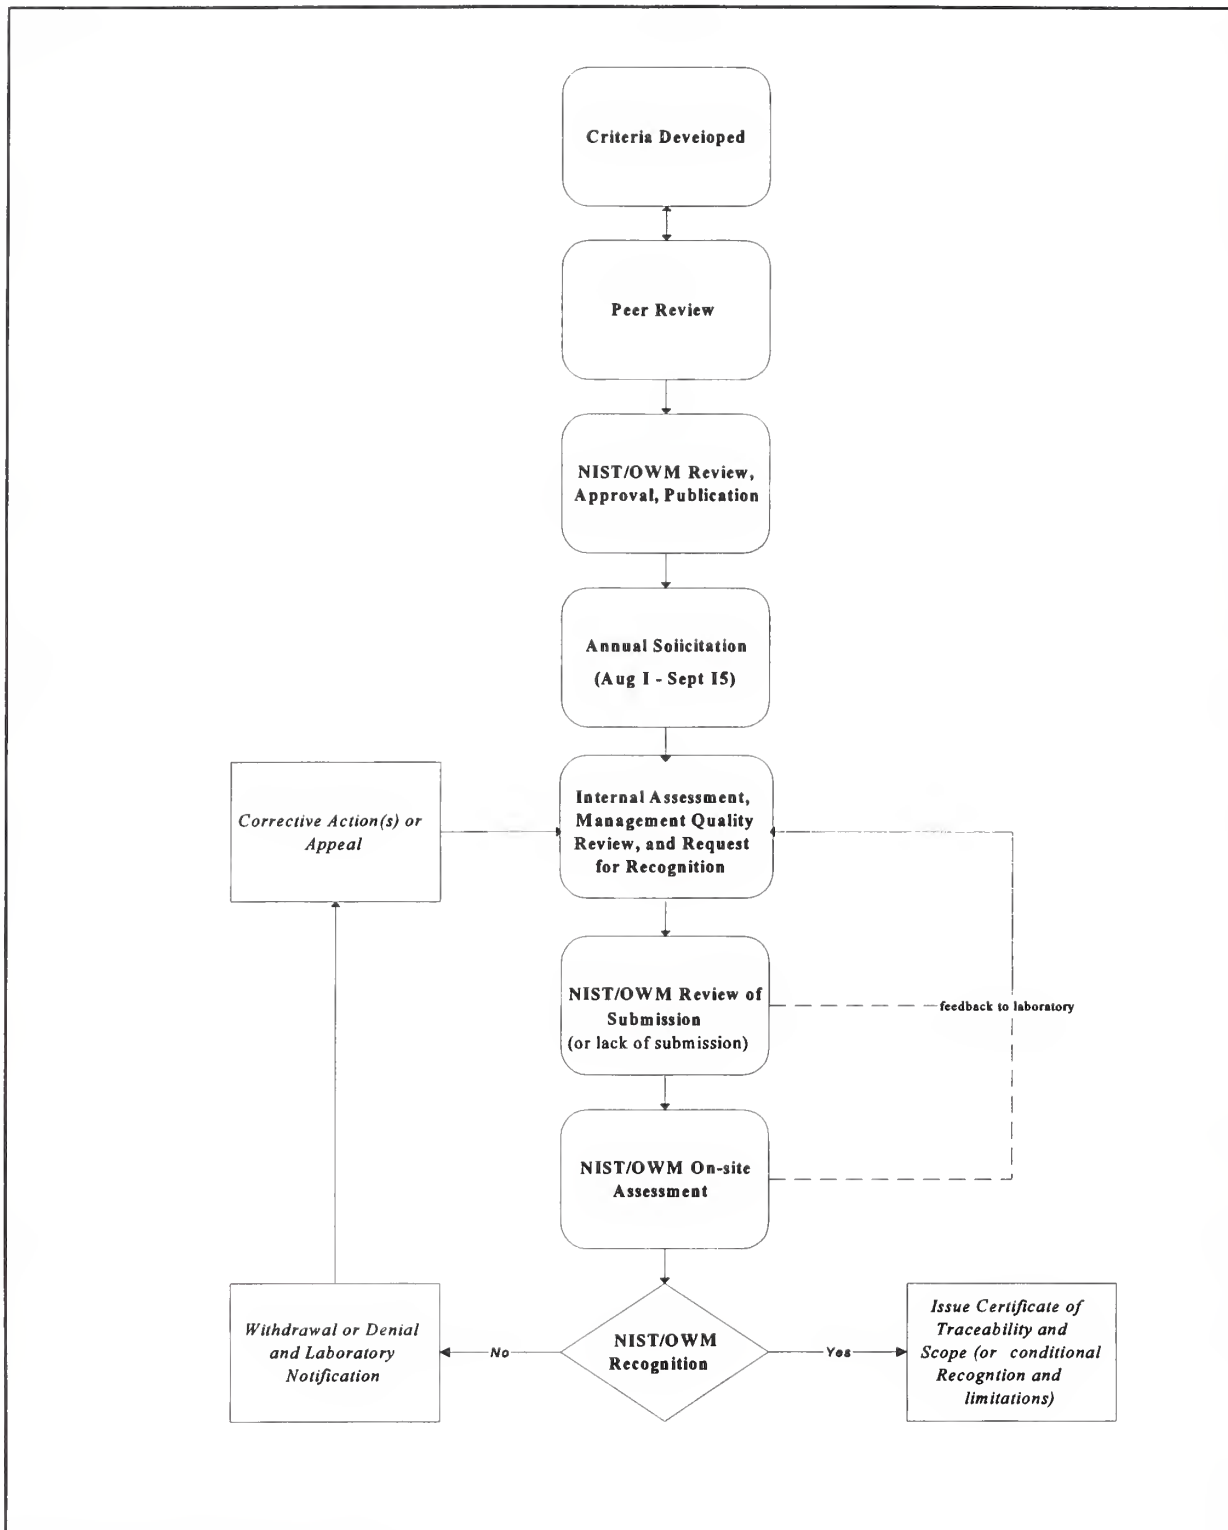 Criteria Developed
Peer Review
NIST/OWM Review,
Approval, Publication
Annual Solicitation
(Aug 1 - Sept 15)
Corrective Action(s) or
Appeal
Internal Assessment,
Management Quality
Review, and Request
for Recognition
NIST/OWM Review of
Submission
(or lack of submission)
feedback to laboratory
NIST/OWM On-site
Assessment
Withdrawal or Denial
and Laboratory
Notification
No
NIST/OWM
Recognition
Yes
Issue Certificate of
Traceability and
Scope (or conditional
Recogntion and
limitations)